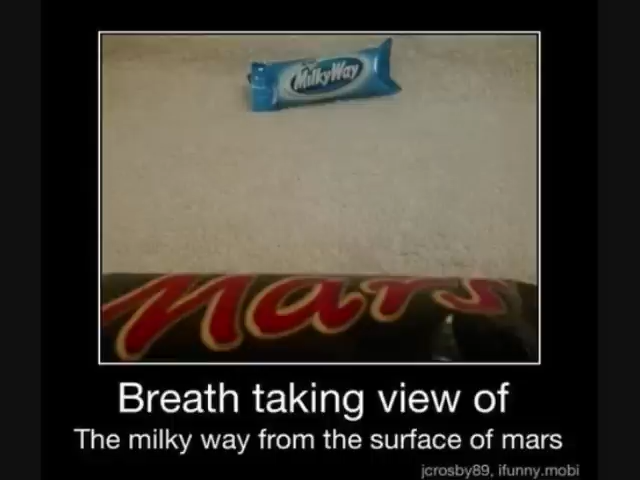 MilkyWay
Mars
Breath taking view of
The milky way from the surface of mars
jcrosby89, ifunny.mobi